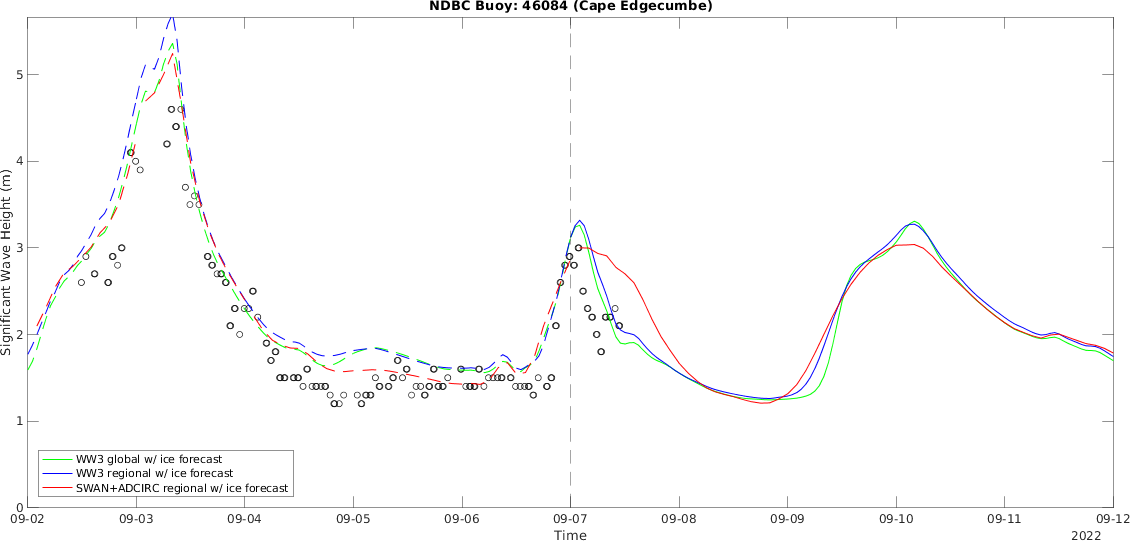 NDBC Buoy: 46084 (Cape Edgecumbe)
Significant Wave Height (m)
5
4
3
2
1
0
WW3 global w/ ice forecast
WW3 regional w/ ice forecast
SWAN+ADCIRC regional w/ ice forecast
09-02 09-03 09-04 09-05 09-06 09-07 09-08 09-09 09-10 09-11 09-12
Time
2022